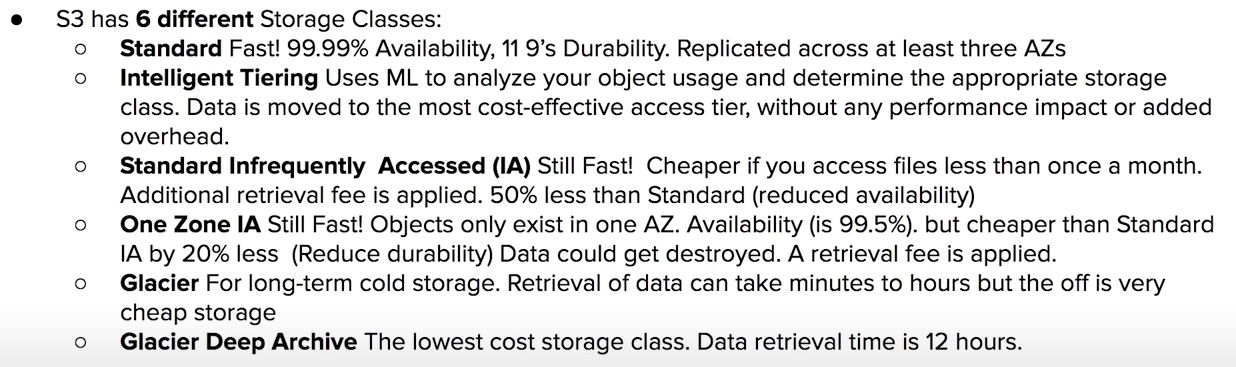 ● S3 has 6 different Storage Classes:
○ Standard Fast! 99.99% Availability, 11 9’s Durability. Replicated across at least three AZs
○ Intelligent Tiering Uses ML to analyze your object usage and determine the appropriate storage
class. Data is moved to the most cost-effective access tier, without any performance impact or added
overhead.
○ Standard Infrequently Accessed (IA) Still Fast! Cheaper if you access files less than once a month.
Additional retrieval fee is applied. 50% less than Standard (reduced availability)
○ One Zone IA Still Fast! Objects only exist in one AZ. Availability (is 99.5%). but cheaper than Standard
IA by 20% less (Reduce durability) Data could get destroyed. A retrieval fee is applied.
○ Glacier For long-term cold storage. Retrieval of data can take minutes to hours but the off is very
cheap storage
○ Glacier Deep Archive The lowest cost storage class. Data retrieval time is 12 hours.